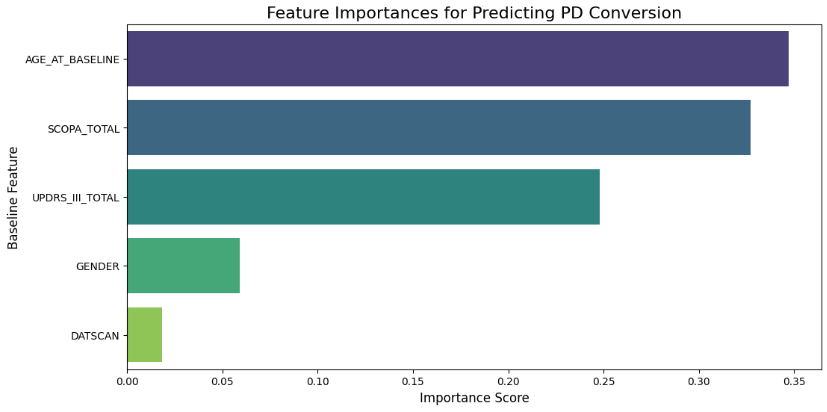 Feature Importances for Predicting PD Conversion
Baseline Feature
AGE_AT_BASELINE
SCOPA_TOTAL
UPDRS_III_TOTAL
GENDER
DATSCAN
0.00 0.05 0.10 0.15 0.20 0.25 0.30 0.35
Importance Score